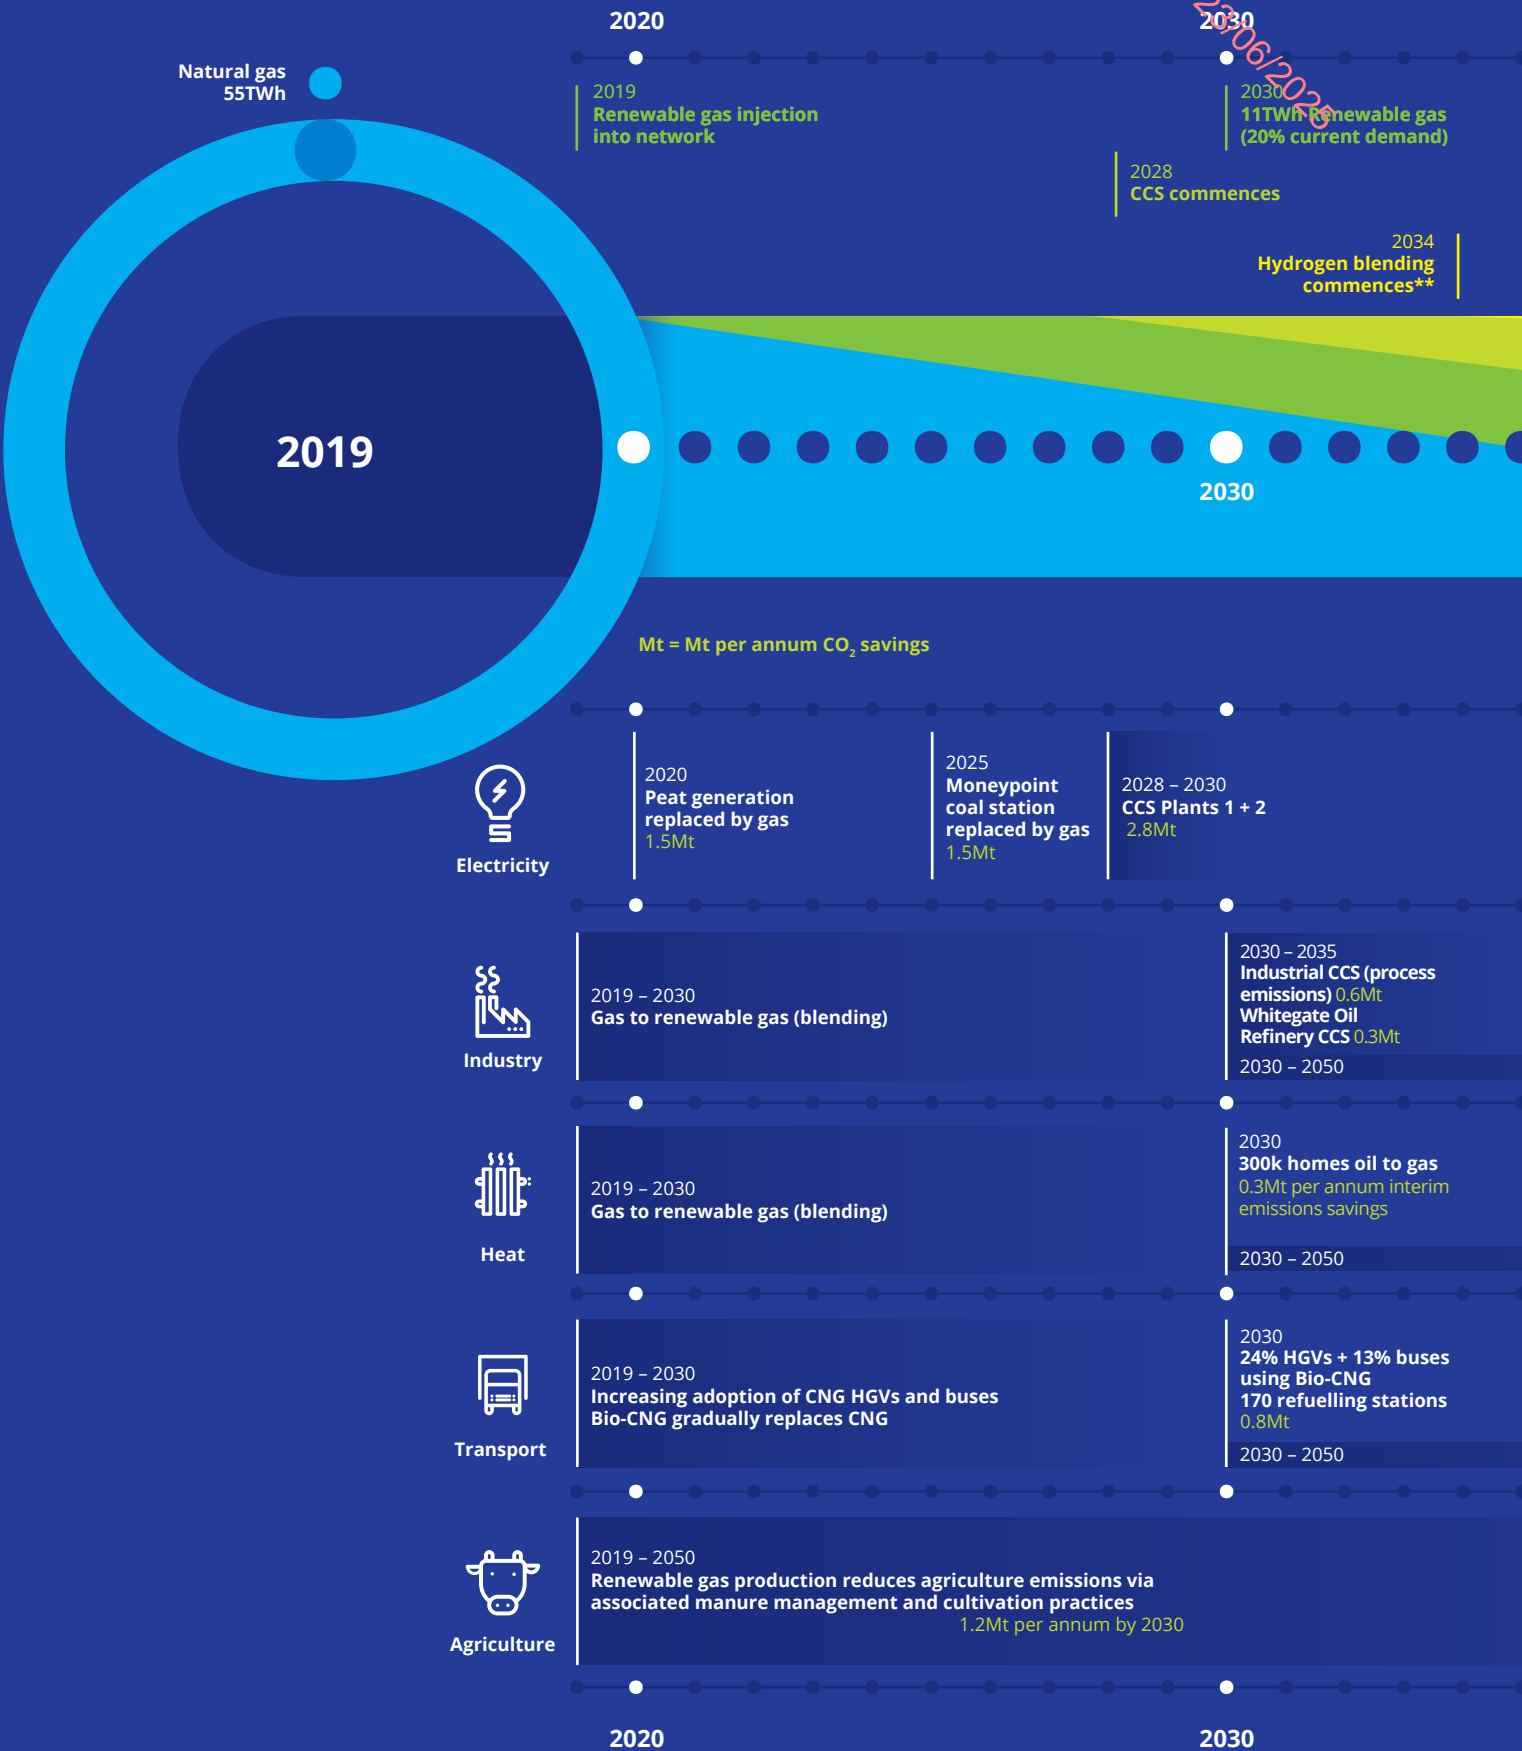 2020
2030
23/06/2025
Natural gas
55TWh
2019
Renewable gas injection
into network
2030
11TWh Renewable gas
(20% current demand)
2028
CCS commences
2034
Hydrogen blending
commences**
2019
2030
Mt = Mt per annum CO₂ savings
Electricity
2020
Peat generation
replaced by gas
1.5Mt
2025
Moneypoint
coal station
replaced by gas
1.5Mt
2028 – 2030
CCS Plants 1 + 2
2.8Mt
Industry
2019 – 2030
Gas to renewable gas (blending)
2030 – 2035
Industrial CCS (process
emissions) 0.6Mt
Whitegate Oil
Refinery CCS 0.3Mt
2030 – 2050
Heat
2019 – 2030
Gas to renewable gas (blending)
2030
300k homes oil to gas
0.3Mt per annum interim
emissions savings
2030 – 2050
Transport
2019 – 2030
Increasing adoption of CNG HGVs and buses
Bio-CNG gradually replaces CNG
2030
24% HGVs + 13% buses
using Bio-CNG
170 refuelling stations
0.8Mt
2030 – 2050
Agriculture
2019 – 2050
Renewable gas production reduces agriculture emissions via
associated manure management and cultivation practices
1.2Mt per annum by 2030
2020
2030